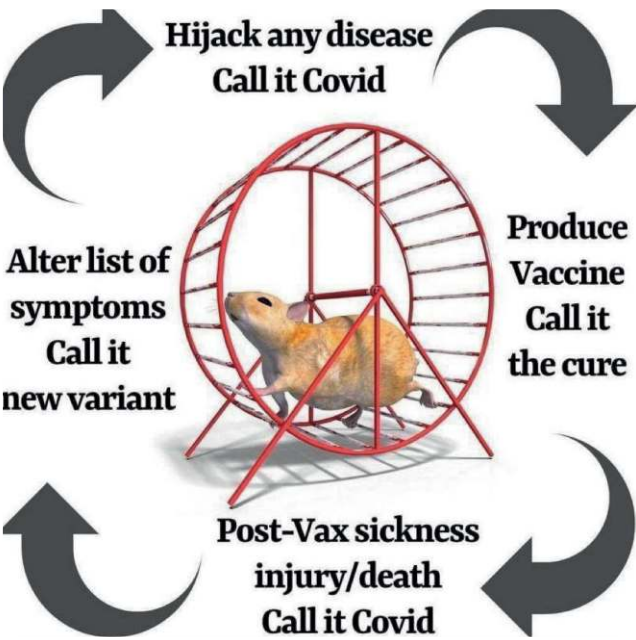 Hijack any disease
Call it Covid
Produce
Vaccine
Call it
the cure
Post-Vax sickness
injury/death
Call it Covid
Alter list of
symptoms
Call it
new variant